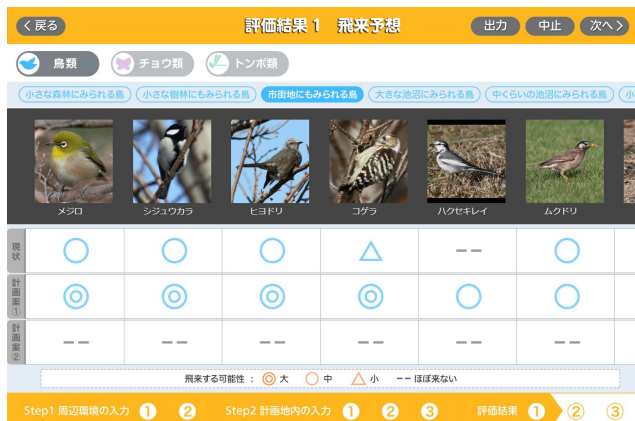 戻る
評価結果1 飛来予想
出力
中止
次へ
鳥類
チョウ類
トンボ類
小さな森林にみられる鳥
小さな樹林にもみられる鳥
市街地にもみられる鳥
大きな池沼にみられる鳥
中くらいの池沼にみられる鳥
小
メジロ
シジュウカラ
ヒヨドリ
コゲラ
ハクセキレイ
ムクドリ
現状
○ ○ ○ △ -- ○
計画案①
◎ ◎ ◎ ◎ ○ ○
計画案②
-- -- -- -- -- --
飛来する可能性 : ◎ 大 ○ 中 △ 小 -- ほぼ来ない
Step1 周辺環境の入力 1 2 Step2 計画地内の入力 1 2 3 評価結果 1 2 3